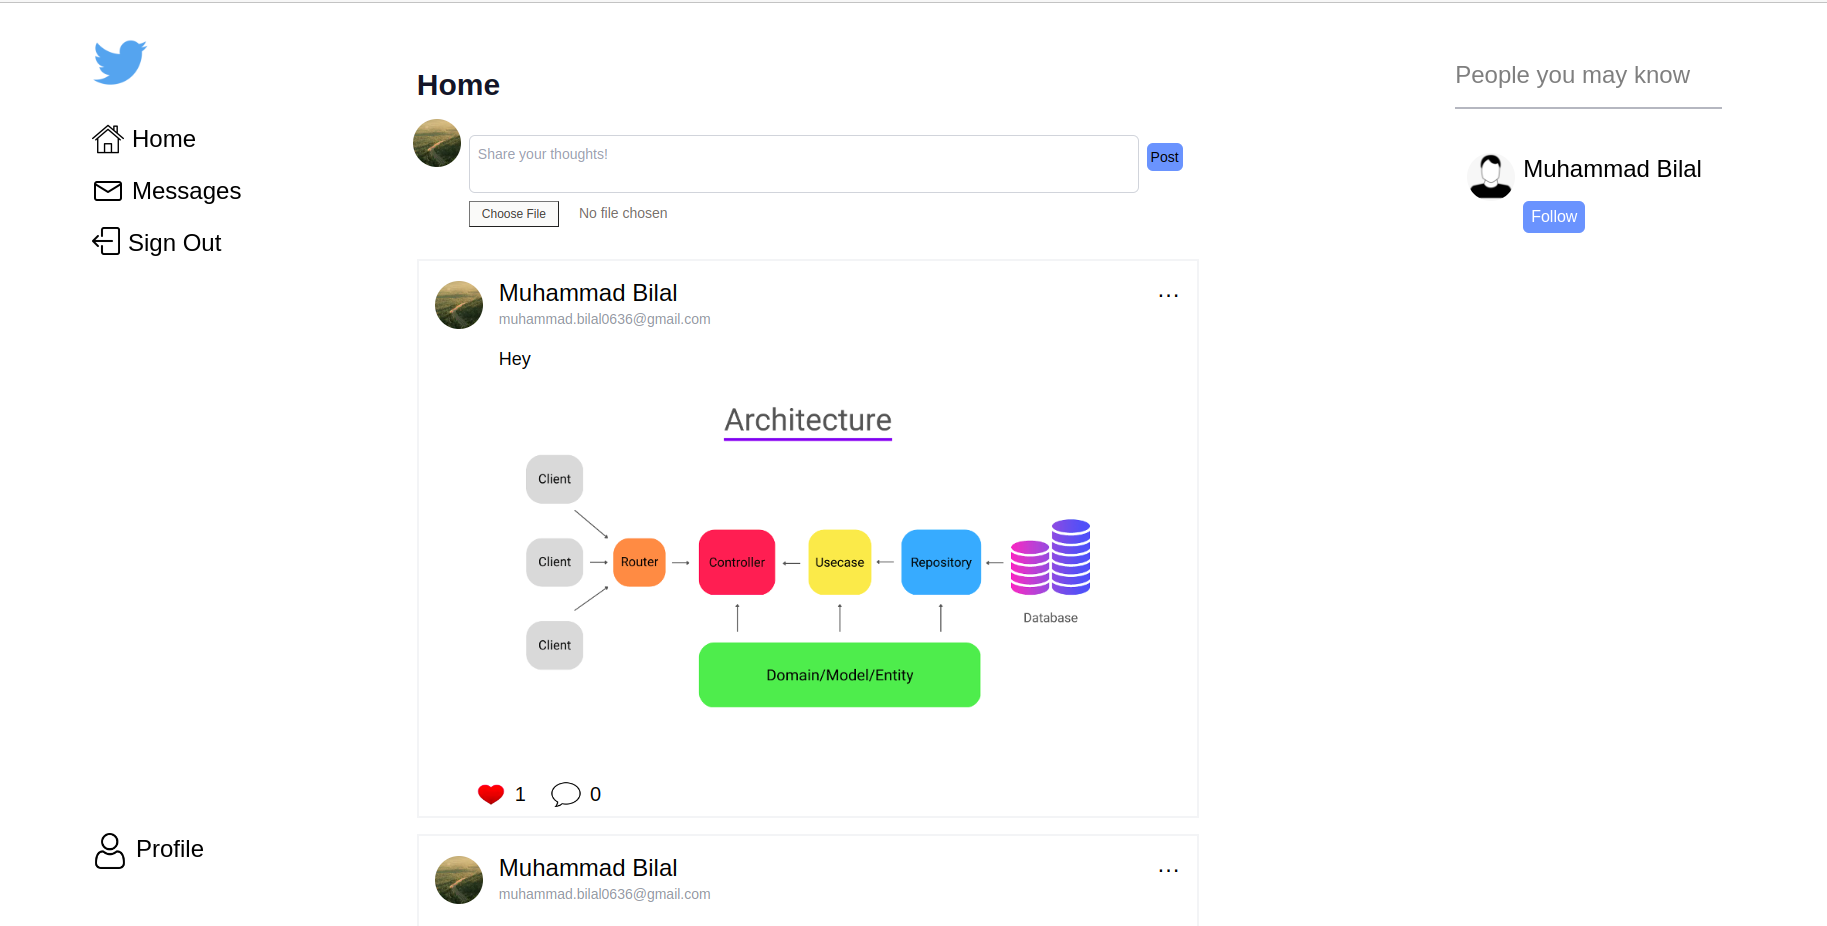 Home
Messages
Sign Out
Profile
Home
Share your thoughts!
Post
Choose File
No file chosen
Muhammad Bilal
...
muhammad.bilal0636@gmail.com
Hey
Architecture
Client
Client
Client
Router
Controller
Usecase
Repository
Database
Domain/Model/Entity
1
0
Muhammad Bilal
...
muhammad.bilal0636@gmail.com
People you may know
Muhammad Bilal
Follow